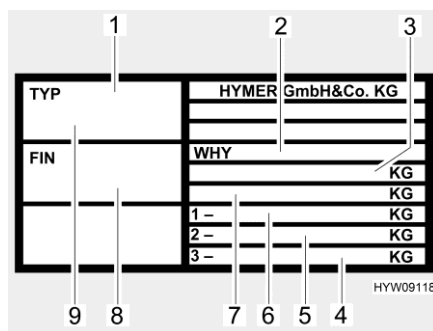 1 2 3
TYP HYMER GmbH&Co. KG
FIN WHY
KG
KG
1 – KG
2 – KG
3 – KG
HYW09118
9 8 7 6 5 4